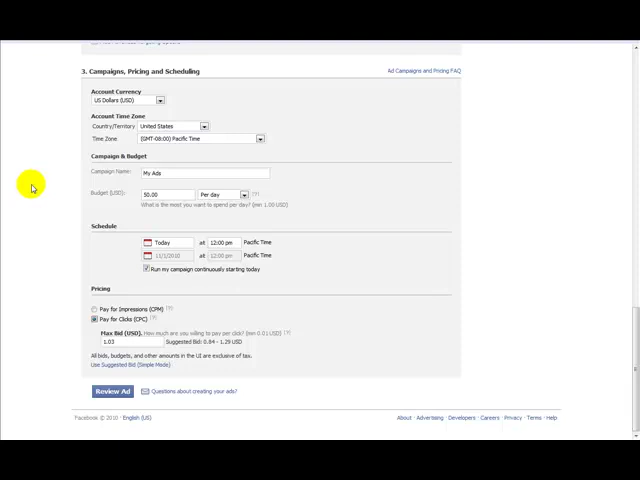 3. Campaigns, Pricing and Scheduling
Ad Campaigns and Pricing FAQ
Account Currency
US Dollars (USD)
Account Time Zone
Country/Territory United States
Time Zone (GMT-08:00) Pacific Time
Campaign & Budget
Campaign Name: My Ads
Budget (USD): 50.00 Per day [?]
What is the most you want to spend per day? (min 1.00 USD)
Schedule
Today at 12:00 pm Pacific Time
11/1/2010 at 12:00 pm Pacific Time
Run my campaign continuously starting today
Pricing
Pay for Impressions (CPM) [?]
Pay for Clicks (CPC) [?]
Max Bid (USD). How much are you willing to pay per click? (min 0.01 USD) [?]
1.03 Suggested Bid: 0.84 - 1.29 USD
All bids, budgets, and other amounts in the UI are exclusive of tax.
Use Suggested Bid (Simple Mode)
Review Ad Questions about creating your ads?
Facebook © 2010 · English (US)
About · Advertising · Developers · Careers · Privacy · Terms · Help